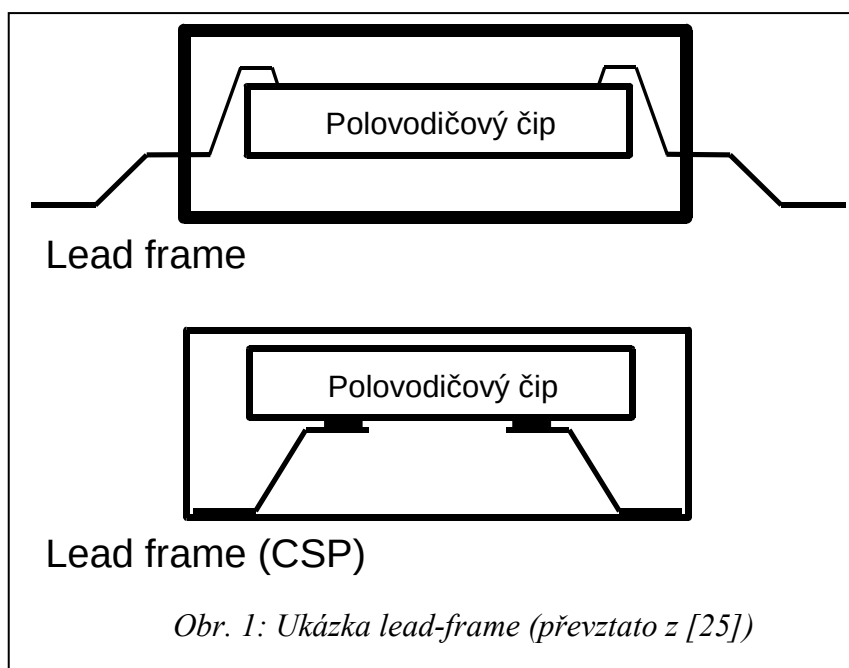 Polovodičový čip
Lead frame
Polovodičový čip
Lead frame (CSP)
Obr. 1: Ukázka lead-frame (převztato z [25])